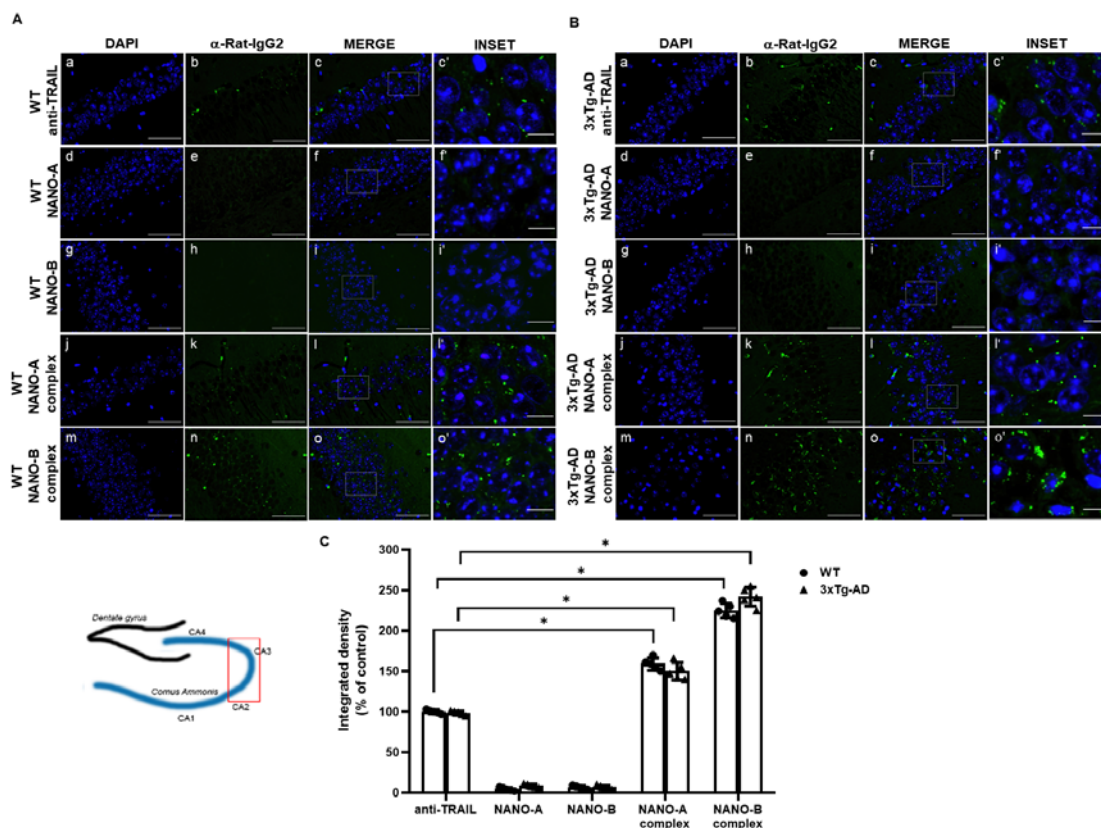 A
DAPI α-Rat-IgG2 MERGE INSET
WT
anti-TRAIL
a b c c'
WT
NANO-A
d e f f'
WT
NANO-B
g h i i'
WT
NANO-A
complex
j k l l'
WT
NANO-B
complex
m n o o'
B
DAPI α-Rat-IgG2 MERGE INSET
3xTg-AD
anti-TRAIL
a b c c'
3xTg-AD
NANO-A
d e f f'
3xTg-AD
NANO-B
g h i i'
3xTg-AD
NANO-A
complex
j k l l'
3xTg-AD
NANO-B
complex
m n o o'
Dentate gyrus
CA4
CA3
Cornus Ammonis
CA1
CA2
C
Integrated density
(% of control)
300
250
200
150
100
50
0
* 
*
*
*
WT
3xTg-AD
anti-TRAIL NANO-A NANO-B NANO-A
complex
NANO-B
complex